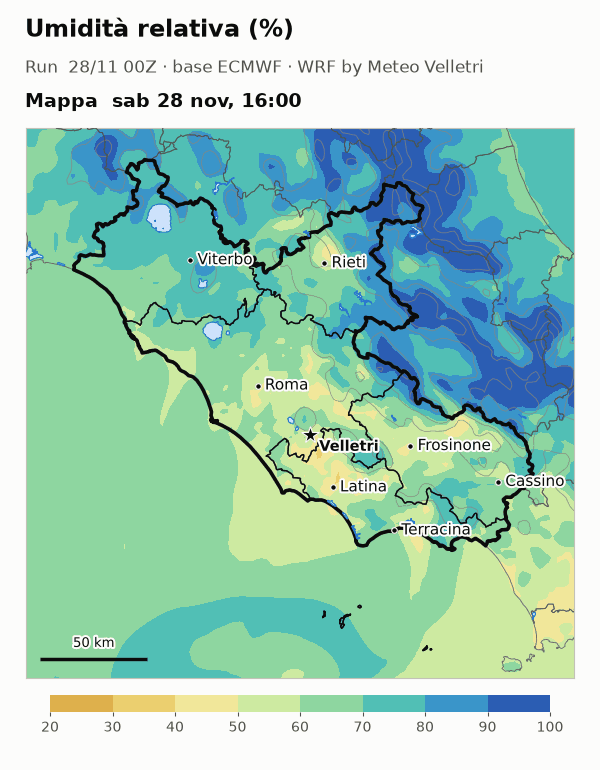 Umidità relativa (%)
Run  28/11 00Z · base ECMWF · WRF by Meteo Velletri
Mappa  sab 28 nov, 16:00
Viterbo
Rieti
Roma
Velletri
Frosinone
Latina
Cassino
Terracina
50 km
20 30 40 50 60 70 80 90 100